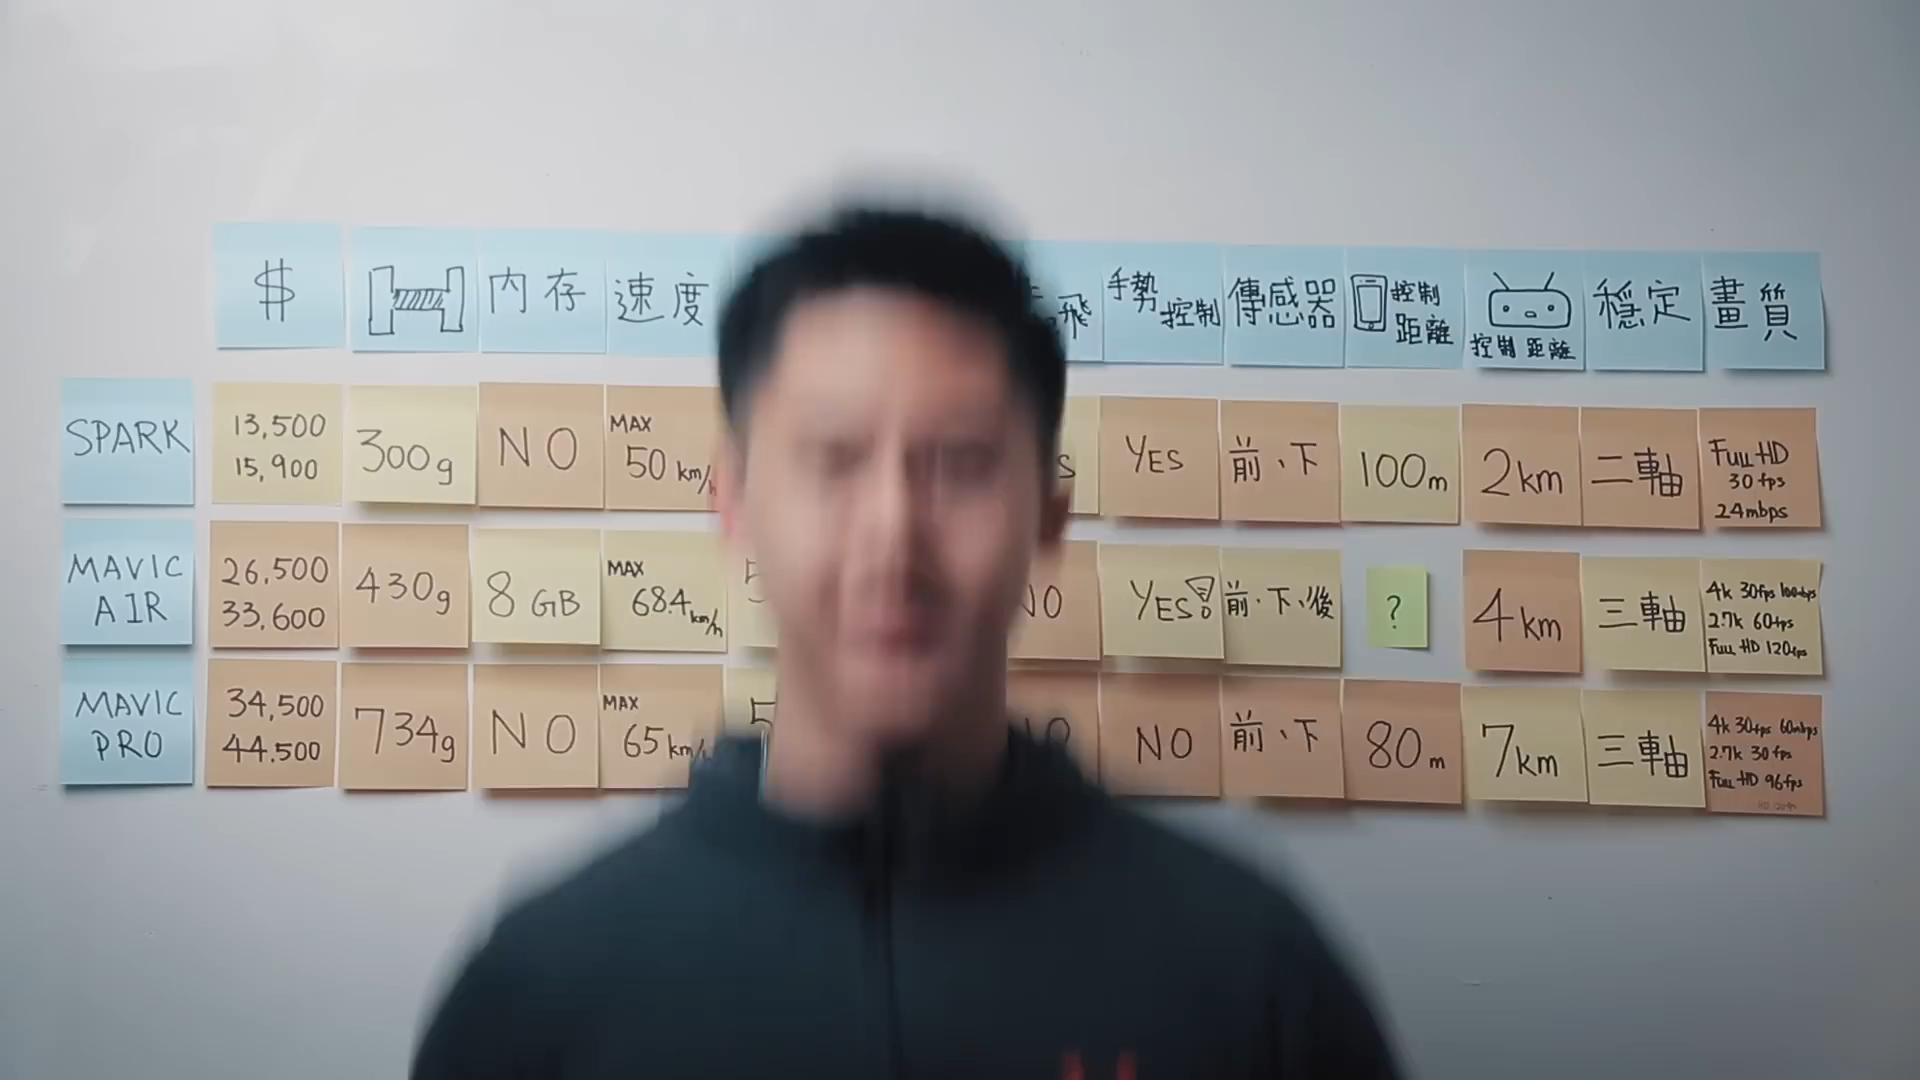 $ 内存 速度 飛 手勢控制 傳感器 控制距離 控制距離 穩定 畫質
SPARK 13,500 15,900 300g NO MAX 50 km/h YES 前、下 100m 2km 二軸 Full HD 30 fps 24mbps
MAVIC AIR 26,500 33,600 430g 8 GB MAX 68.4 km/h NO YES 前、下、後 ? 4km 三軸 4k 30fps 100mbps 2.7k 60fps Full HD 120fps
MAVIC PRO 34,500 44,500 734g NO MAX 65 km/h NO NO 前、下 80m 7km 三軸 4k 30fps 60mbps 2.7k 30fps Full HD 96fps